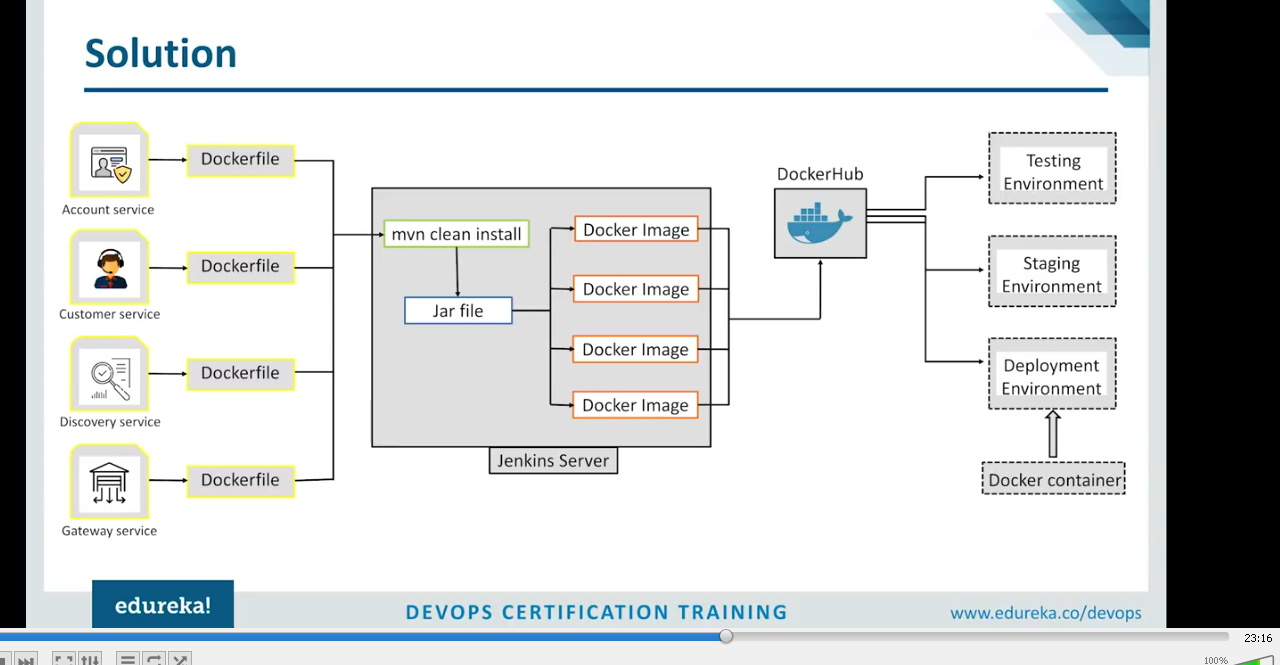 Solution
Dockerfile
Account service
Dockerfile
Customer service
Dockerfile
Discovery service
Dockerfile
Gateway service
mvn clean install
Jar file
Docker Image
Docker Image
Docker Image
Docker Image
Jenkins Server
DockerHub
Testing
Environment
Staging
Environment
Deployment
Environment
Docker container
edureka!
DEVOPS CERTIFICATION TRAINING
www.edureka.co/devops
23:16
100%